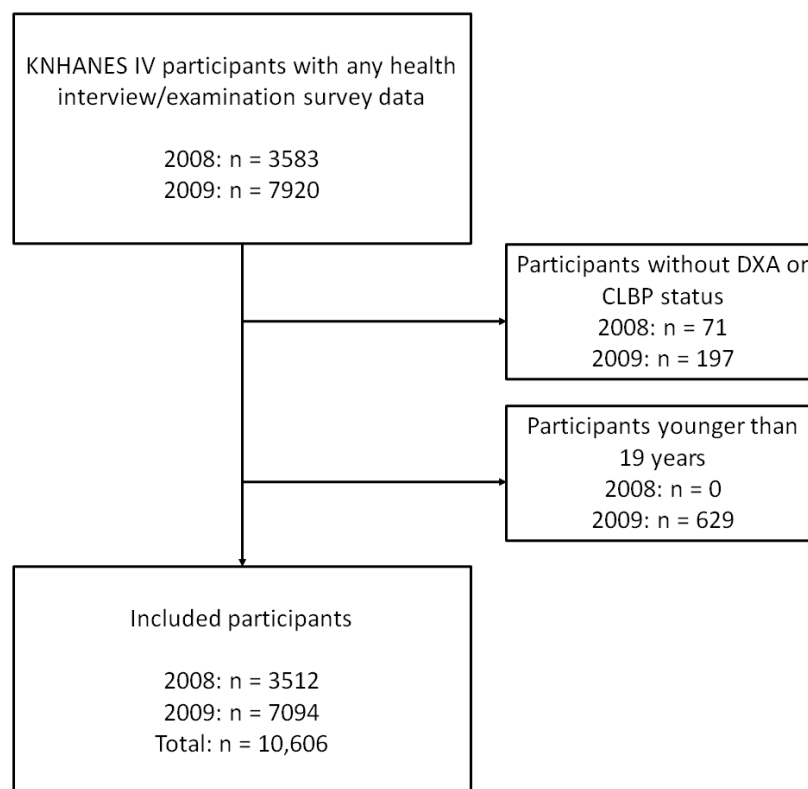 KNHANES IV participants with any health
interview/examination survey data
2008: n = 3583
2009: n = 7920
Participants without DXA or
CLBP status
2008: n = 71
2009: n = 197
Participants younger than
19 years
2008: n = 0
2009: n = 629
Included participants
2008: n = 3512
2009: n = 7094
Total: n = 10,606